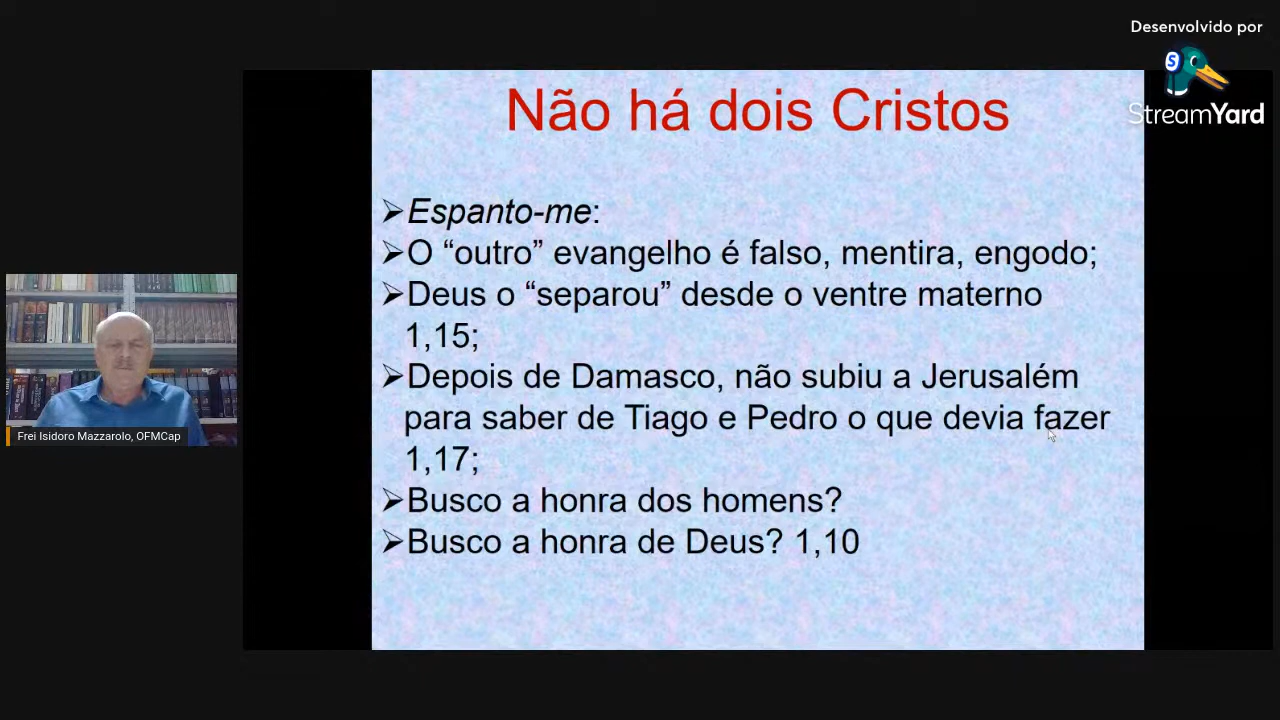 Desenvolvido por
StreamYard
Não há dois Cristos
➢Espanto-me:
➢O “outro” evangelho é falso, mentira, engodo;
➢Deus o “separou” desde o ventre materno
1,15;
➢Depois de Damasco, não subiu a Jerusalém
para saber de Tiago e Pedro o que devia fazer
1,17;
➢Busco a honra dos homens?
➢Busco a honra de Deus? 1,10
Frei Isidoro Mazzarolo, OFMCap